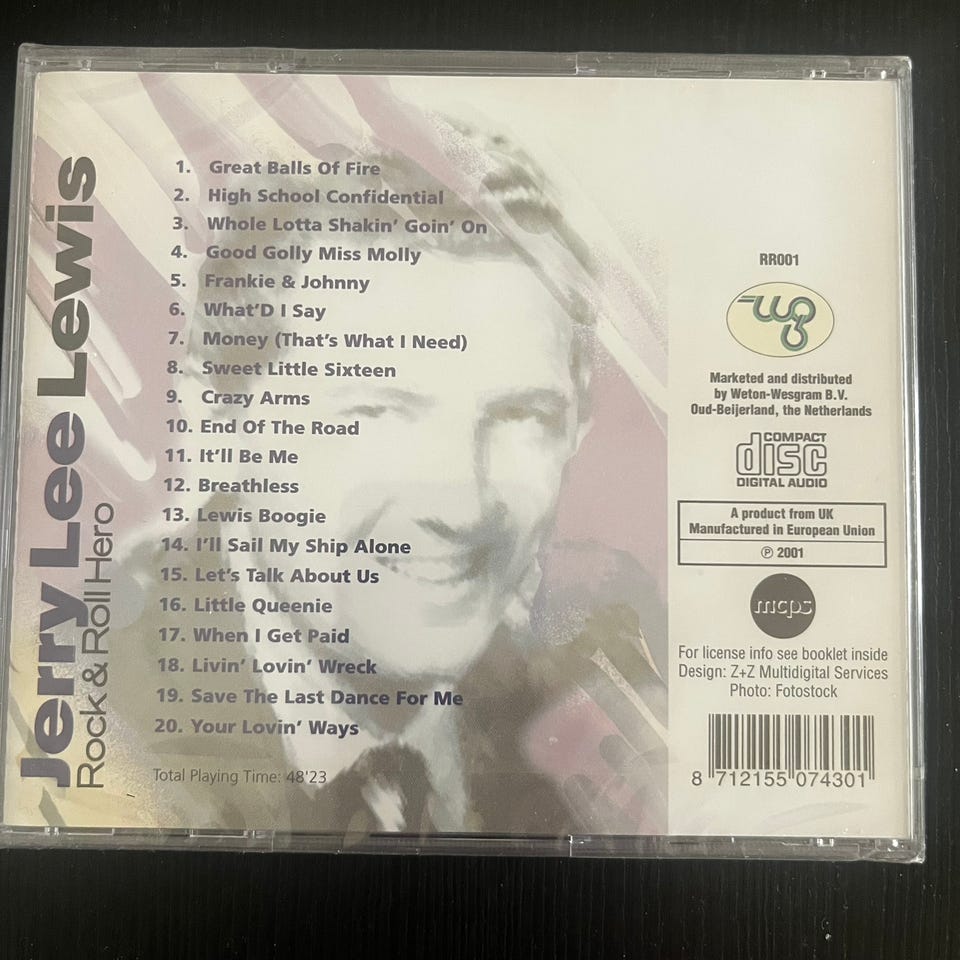 Jerry Lee Lewis
Rock & Roll Hero
1. Great Balls Of Fire
2. High School Confidential
3. Whole Lotta Shakin' Goin' On
4. Good Golly Miss Molly
5. Frankie & Johnny
6. What'D I Say
7. Money (That's What I Need)
8. Sweet Little Sixteen
9. Crazy Arms
10. End Of The Road
11. It'll Be Me
12. Breathless
13. Lewis Boogie
14. I'll Sail My Ship Alone
15. Let's Talk About Us
16. Little Queenie
17. When I Get Paid
18. Livin' Lovin' Wreck
19. Save The Last Dance For Me
20. Your Lovin' Ways
Total Playing Time: 48'23
RR001
Marketed and distributed
by Weton-Wesgram B.V.
Oud-Beijerland, the Netherlands
COMPACT
disc
DIGITAL AUDIO
A product from UK
Manufactured in European Union
℗ 2001
mcps
For license info see booklet inside
Design: Z+Z Multidigital Services
Photo: Fotostock
8 712155 074301